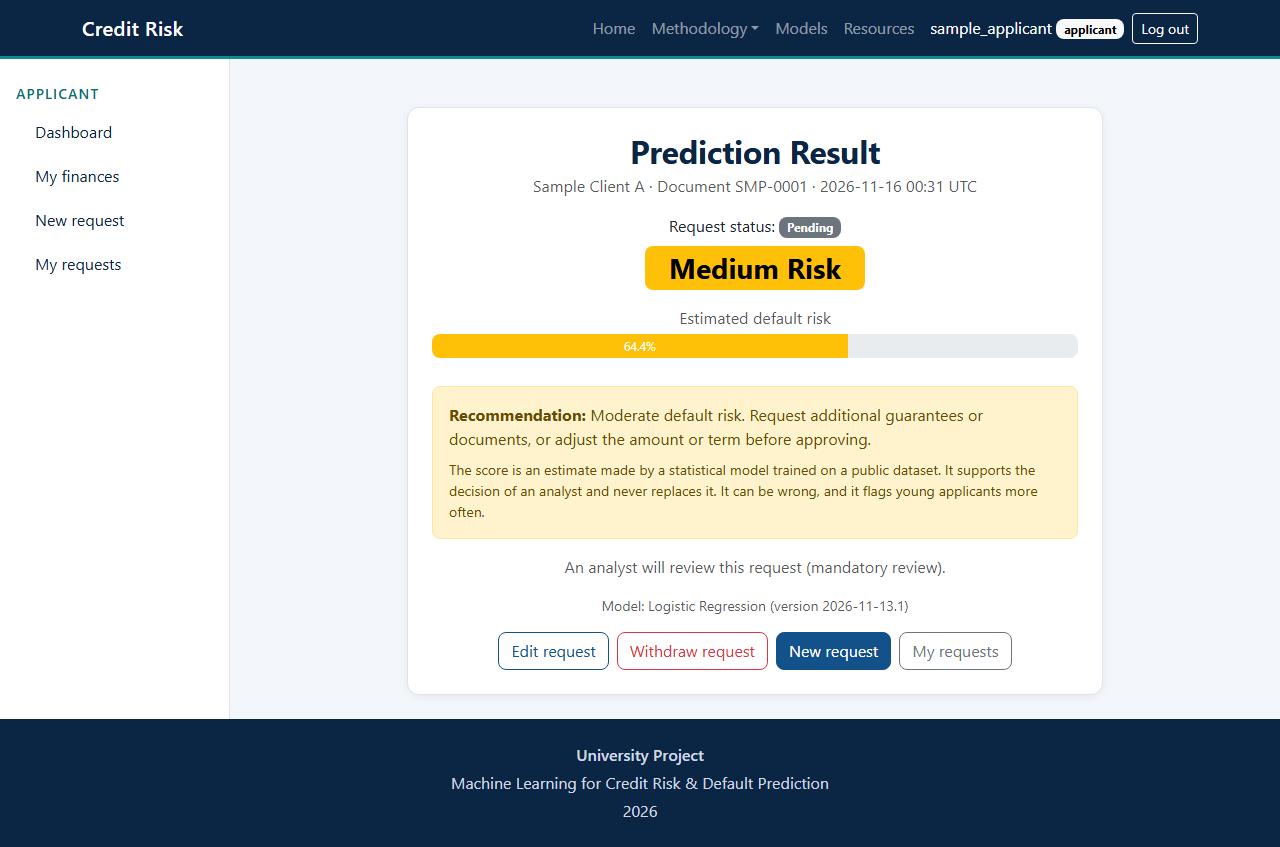 Credit Risk
Home Methodology Models Resources sample_applicant applicant Log out
APPLICANT
Dashboard
My finances
New request
My requests
Prediction Result
Sample Client A · Document SMP-0001 · 2026-11-16 00:31 UTC
Request status: Pending
Medium Risk
Estimated default risk
64.4%
Recommendation: Moderate default risk. Request additional guarantees or
documents, or adjust the amount or term before approving.
The score is an estimate made by a statistical model trained on a public dataset. It supports the
decision of an analyst and never replaces it. It can be wrong, and it flags young applicants more
often.
An analyst will review this request (mandatory review).
Model: Logistic Regression (version 2026-11-13.1)
Edit request Withdraw request New request My requests
University Project
Machine Learning for Credit Risk & Default Prediction
2026